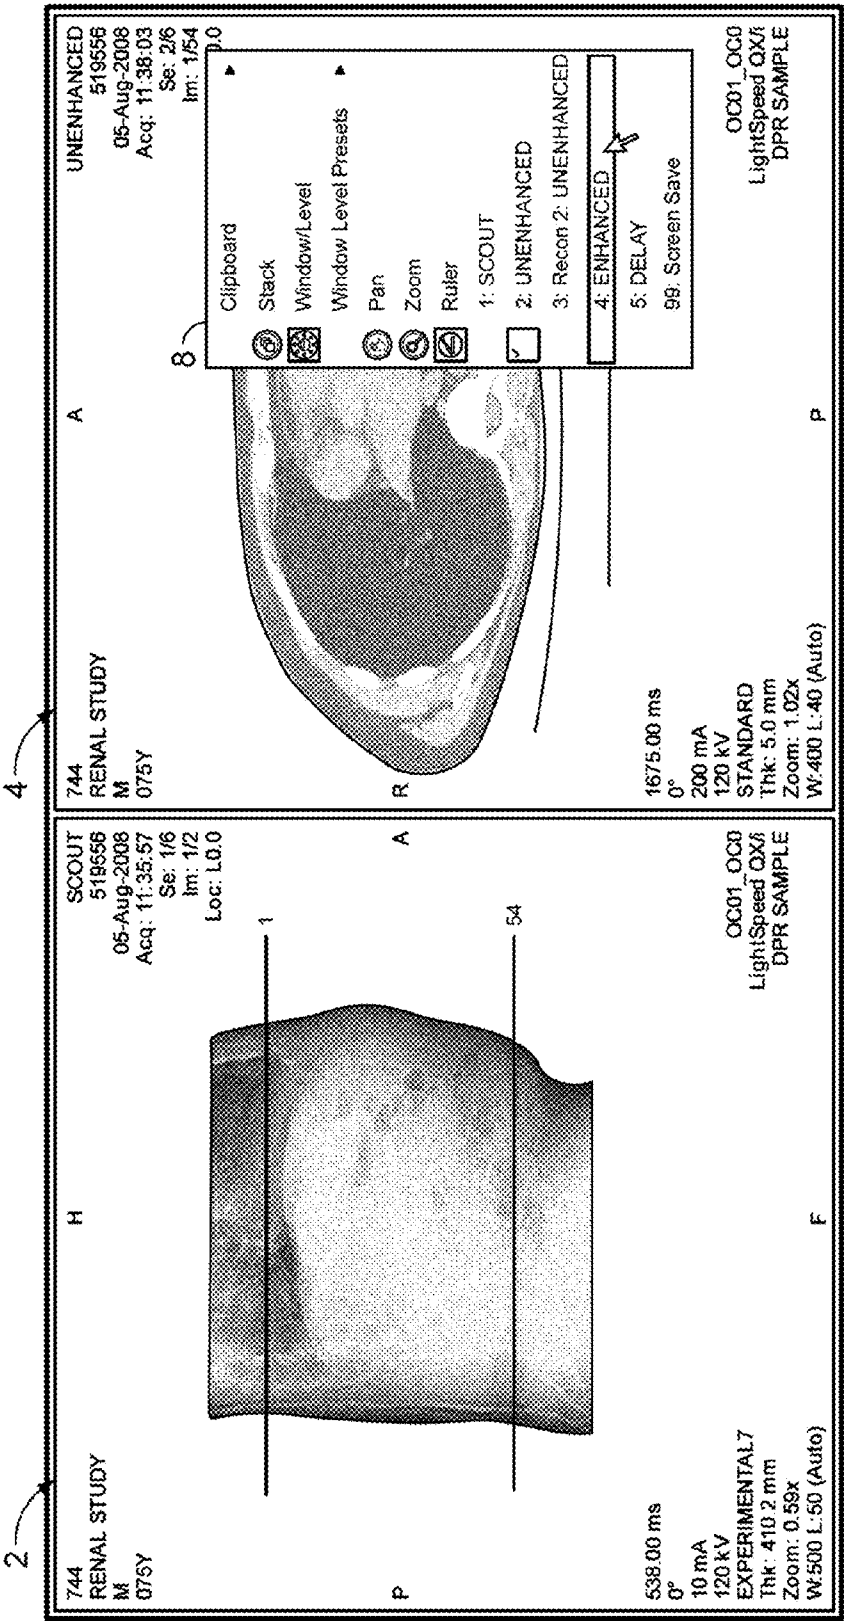 2
744
RENAL STUDY
M
075Y
H
SCOUT
519556
05-Aug-2008
Acq: 11:35:57
Se: 1/6
Im: 1/2
Loc: L0.0
1
54
P
A
538.00 ms
0°
10 mA
120 kV
EXPERIMENTAL7
Thk: 410.2 mm
Zoom: 0.59x
W:500 L:50 (Auto)
F
OC01_OC0
LightSpeed QX/i
DPR SAMPLE
4
744
RENAL STUDY
M
075Y
A
UNENHANCED
519556
05-Aug-2008
Acq: 11:38:03
Se: 2/6
Im: 1/54
0.0
8
Clipboard
Stack
Window/Level
Window Level Presets
Pan
Zoom
Ruler
1: SCOUT
2: UNENHANCED
3: Recon 2: UNENHANCED
4: ENHANCED
5: DELAY
99: Screen Save
R
1675.00 ms
0°
200 mA
120 kV
STANDARD
Thk: 5.0 mm
Zoom: 1.02x
W:400 L:40 (Auto)
P
OC01_OC0
LightSpeed QX/i
DPR SAMPLE